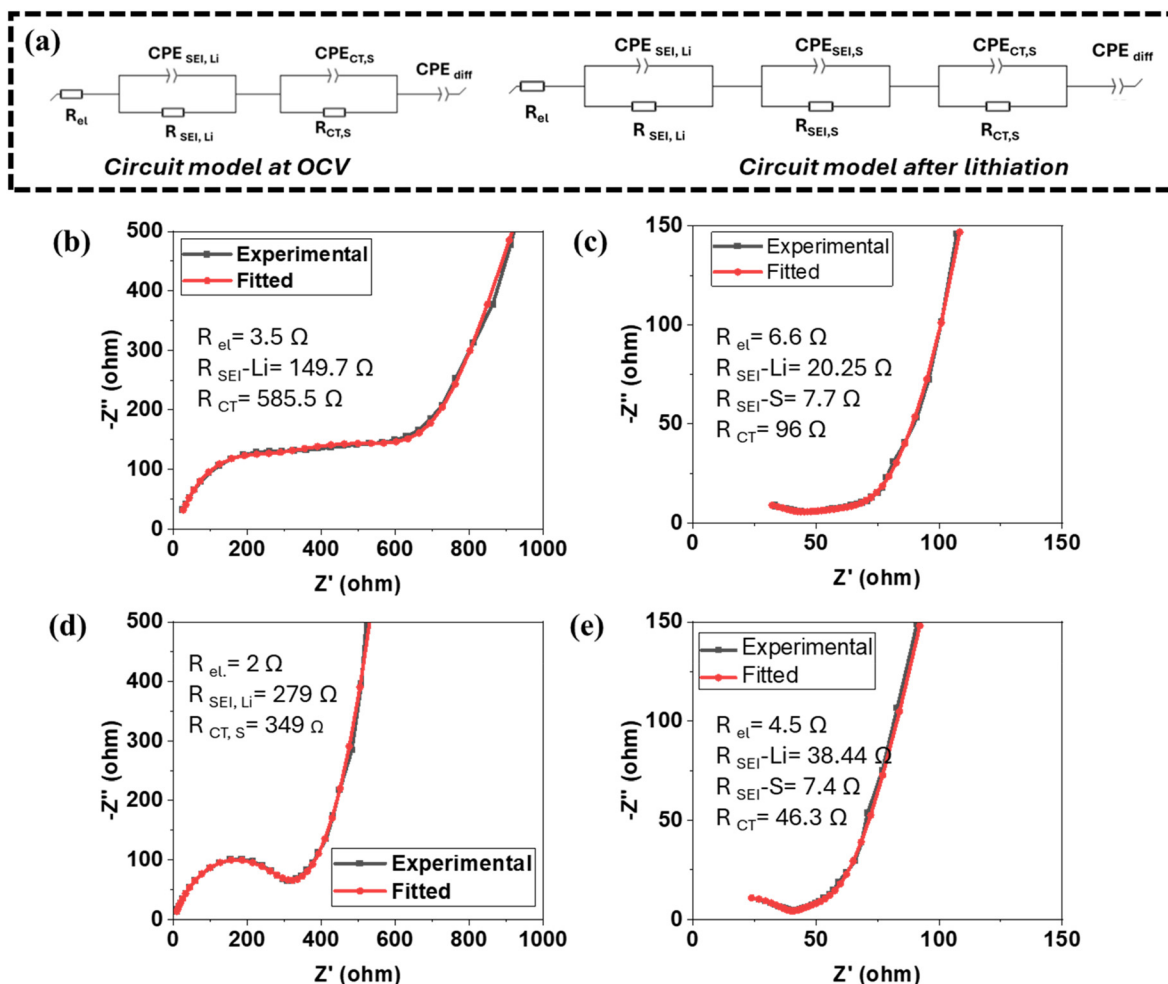 (a)
CPE SEI, Li
CPE CT,S
CPE diff
R el
R SEI, Li
R CT,S
Circuit model at OCV
CPE SEI, Li
CPE SEI,S
CPE CT,S
CPE diff
R el
R SEI, Li
R SEI,S
R CT,S
Circuit model after lithiation
(b)
Experimental
Fitted
R el = 3.5 Ω
R SEI-Li= 149.7 Ω
R CT= 585.5 Ω
-Z'' (ohm)
500
400
300
200
100
0
0 200 400 600 800 1000
Z' (ohm)
(c)
Experimental
Fitted
R el = 6.6 Ω
R SEI-Li= 20.25 Ω
R SEI-S= 7.7 Ω
R CT= 96 Ω
-Z'' (ohm)
150
100
50
0
0 50 100 150
Z' (ohm)
(d)
R el. = 2 Ω
R SEI, Li= 279 Ω
R CT, S= 349 Ω
Experimental
Fitted
-Z'' (ohm)
500
400
300
200
100
0
0 200 400 600 800 1000
Z' (ohm)
(e)
Experimental
Fitted
R el = 4.5 Ω
R SEI-Li= 38.44 Ω
R SEI-S= 7.4 Ω
R CT= 46.3 Ω
-Z'' (ohm)
150
100
50
0
0 50 100 150
Z' (ohm)